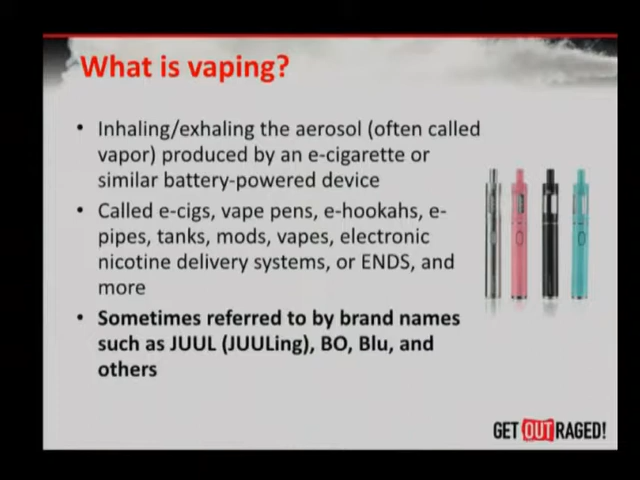 What is vaping?
• Inhaling/exhaling the aerosol (often called
vapor) produced by an e-cigarette or
similar battery-powered device
• Called e-cigs, vape pens, e-hookahs, e-
pipes, tanks, mods, vapes, electronic
nicotine delivery systems, or ENDS, and
more
• Sometimes referred to by brand names
such as JUUL (JUULing), BO, Blu, and
others
GET OUTRAGED!